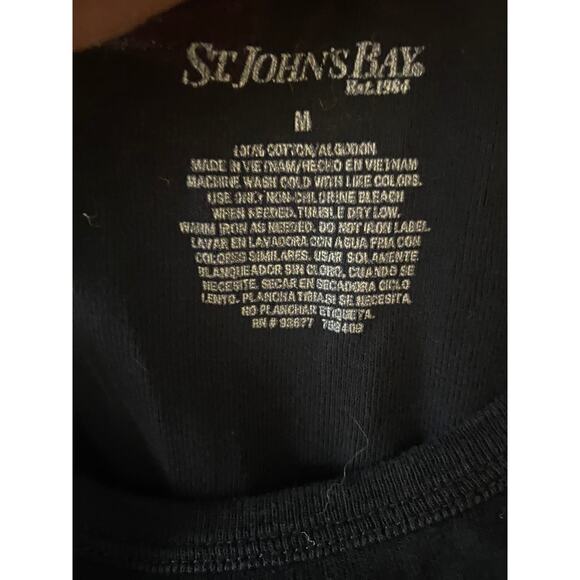 ST. JOHN'S BAY®
Est. 1984
M
100% COTTON/ALGODON
MADE IN VIETNAM/HECHO EN VIETNAM
MACHINE WASH COLD WITH LIKE COLORS.
USE ONLY NON-CHLORINE BLEACH
WHEN NEEDED. TUMBLE DRY LOW.
WARM IRON AS NEEDED. DO NOT IRON LABEL.
LAVAR EN LAVADORA CON AGUA FRIA CON
COLORES SIMILARES. USAR SOLAMENTE
BLANQUEADOR SIN CLORO, CUANDO SE
NECESITE. SECAR EN SECADORA CICLO
LENTO. PLANCHA TIBIA SI SE NECESITA.
NO PLANCHAR ETIQUETA.
RN # 93677